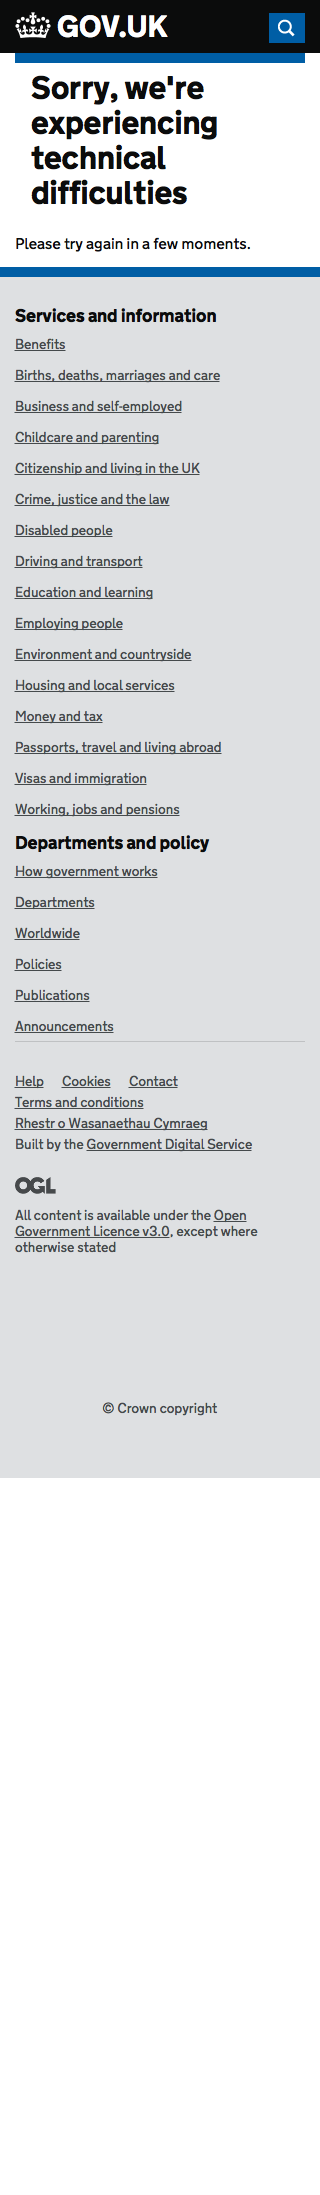 GOV.UK
Sorry, we're
experiencing
technical
difficulties
Please try again in a few moments.
Services and information
Benefits
Births, deaths, marriages and care
Business and self-employed
Childcare and parenting
Citizenship and living in the UK
Crime, justice and the law
Disabled people
Driving and transport
Education and learning
Employing people
Environment and countryside
Housing and local services
Money and tax
Passports, travel and living abroad
Visas and immigration
Working, jobs and pensions
Departments and policy
How government works
Departments
Worldwide
Policies
Publications
Announcements
Help Cookies Contact
Terms and conditions
Rhestr o Wasanaethau Cymraeg
Built by the Government Digital Service
OGL
All content is available under the Open
Government Licence v3.0, except where
otherwise stated
© Crown copyright